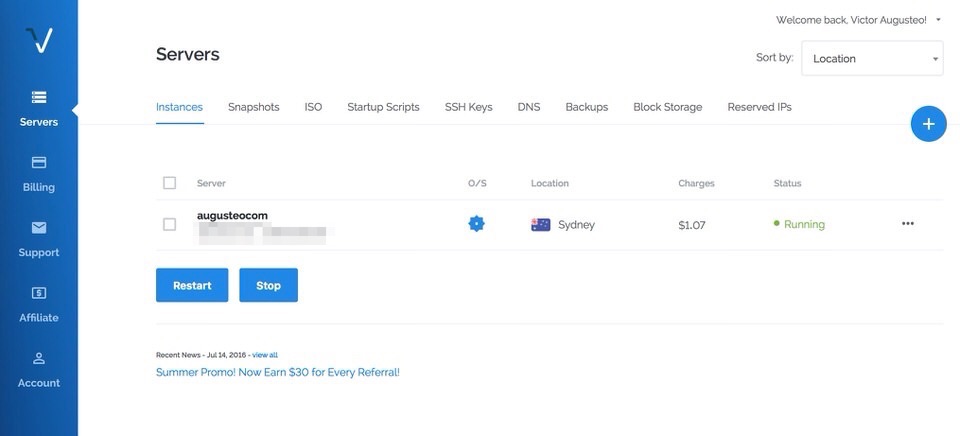 Welcome back, Victor Augusteo!
Servers
Sort by: Location
Instances Snapshots ISO Startup Scripts SSH Keys DNS Backups Block Storage Reserved IPs
Servers
Billing
Support
Affiliate
Account
Server O/S Location Charges Status
augusteocom Sydney $1.07 Running
Restart Stop
Recent News - Jul 14, 2016 - view all
Summer Promo! Now Earn $30 for Every Referral!